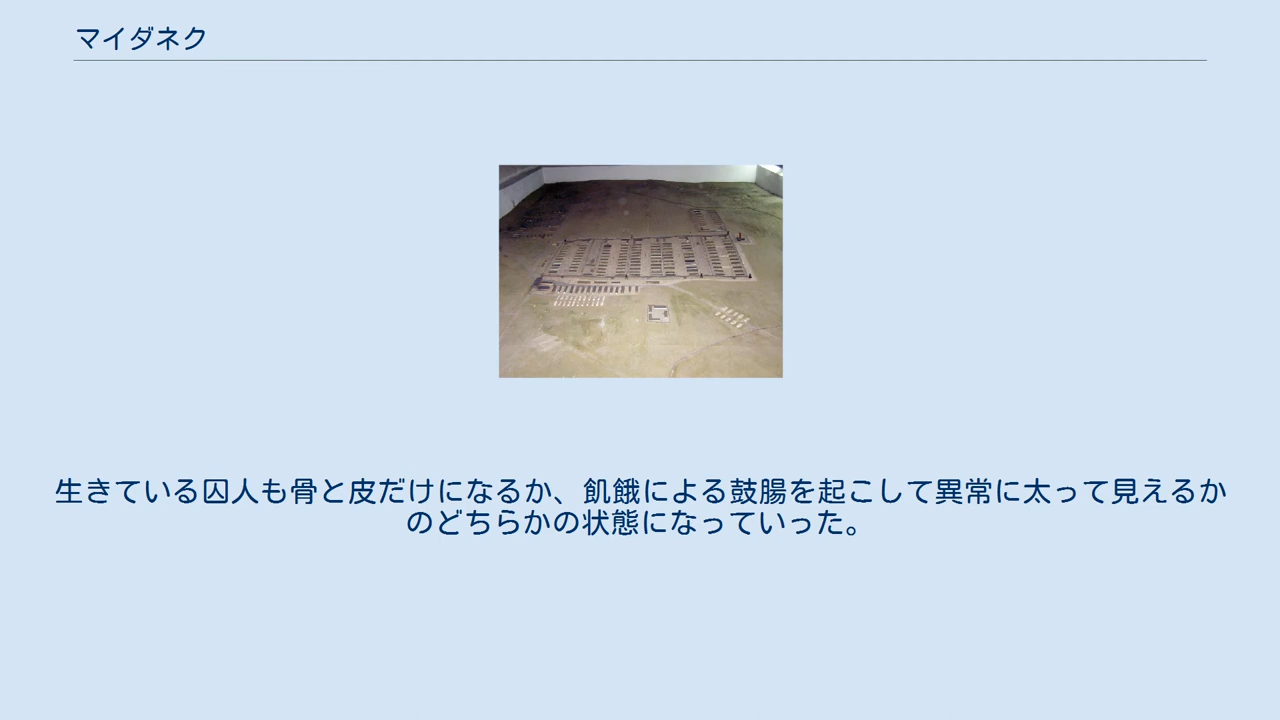 マイダネク
生きている囚人も骨と皮だけになるか、飢餓による鼓腸を起こして異常に太って見えるか
のどちらかの状態になっていった。